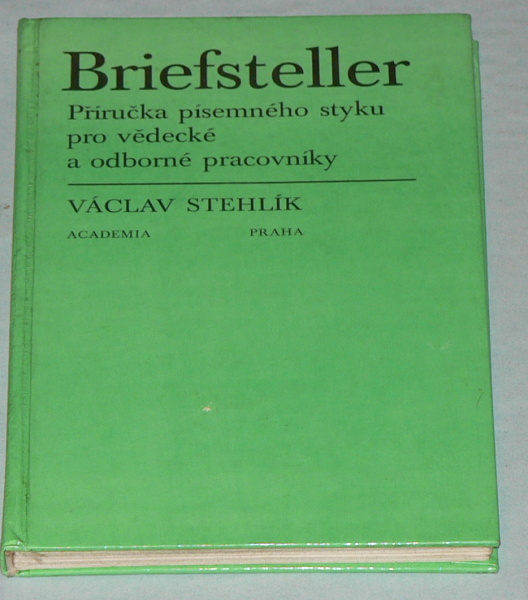 Briefsteller
Příručka písemného styku
pro vědecké
a odborné pracovníky
VÁCLAV STEHLÍK
ACADEMIA PRAHA